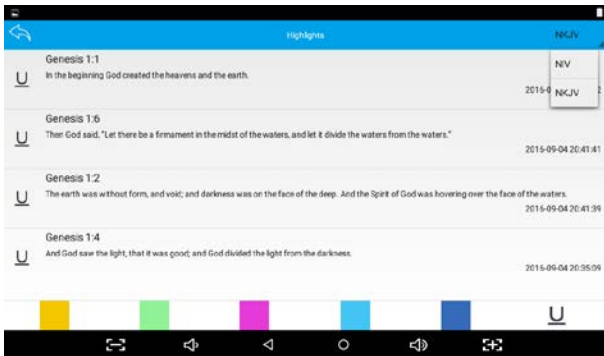 Highlights
NKJV
NIV
NKJV
Genesis 1:1
U
In the beginning God created the heavens and the earth.
Genesis 1:6
U
Then God said, "Let there be a firmament in the midst of the waters, and let it divide the waters from the waters."
2015-09-04 20:41:41
Genesis 1:2
U
The earth was without form, and void; and darkness was on the face of the deep. And the Spirit of God was hovering over the face of the waters.
2015-09-04 20:41:39
Genesis 1:4
U
And God saw the light, that it was good; and God divided the light from the darkness.
2015-09-04 20:35:09
U